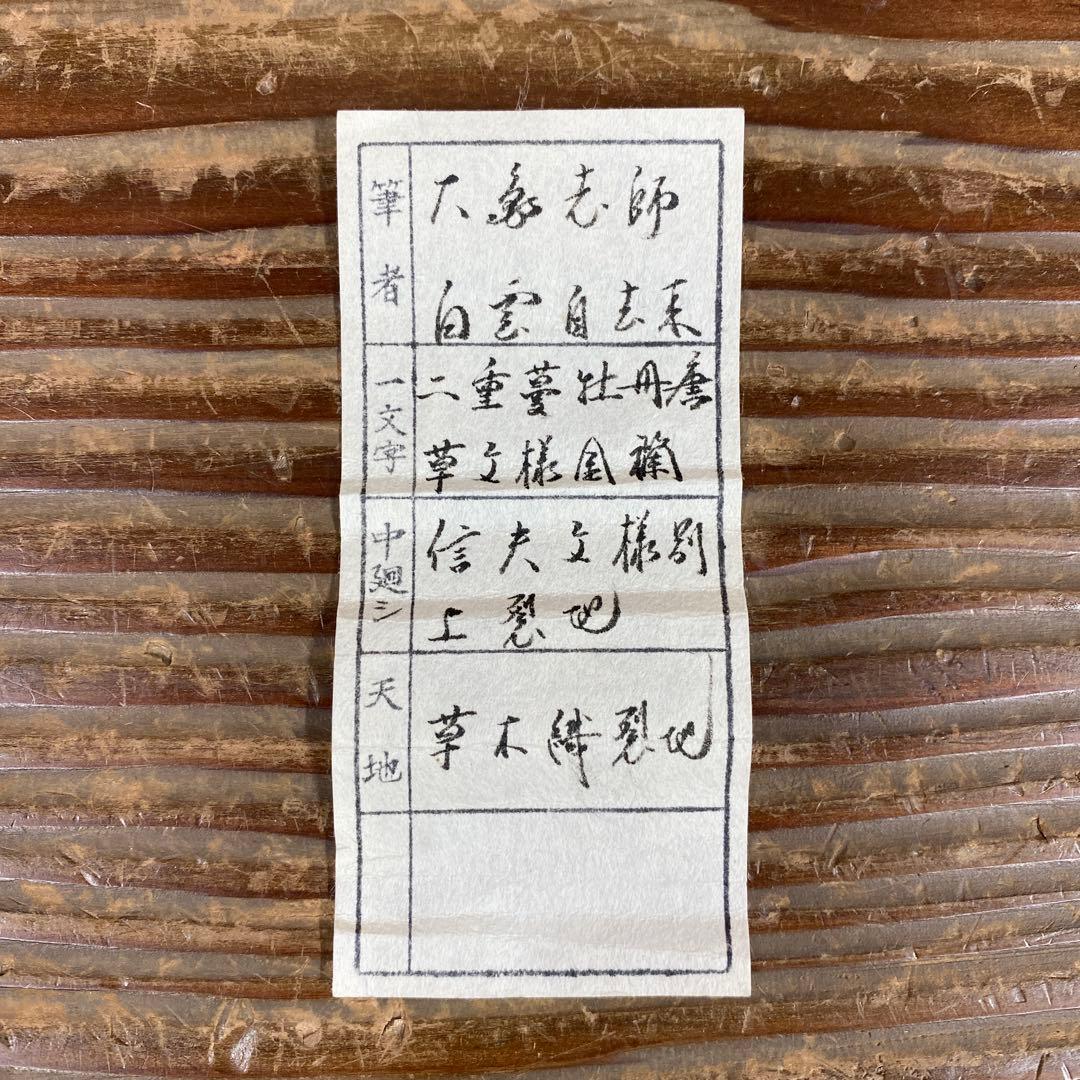 筆者
大象老師
白雲自去来
一文字
二重蔓牡丹唐
草文様金襴
中廻シ
信夫文様別
上裂地
天地
草木織裂地